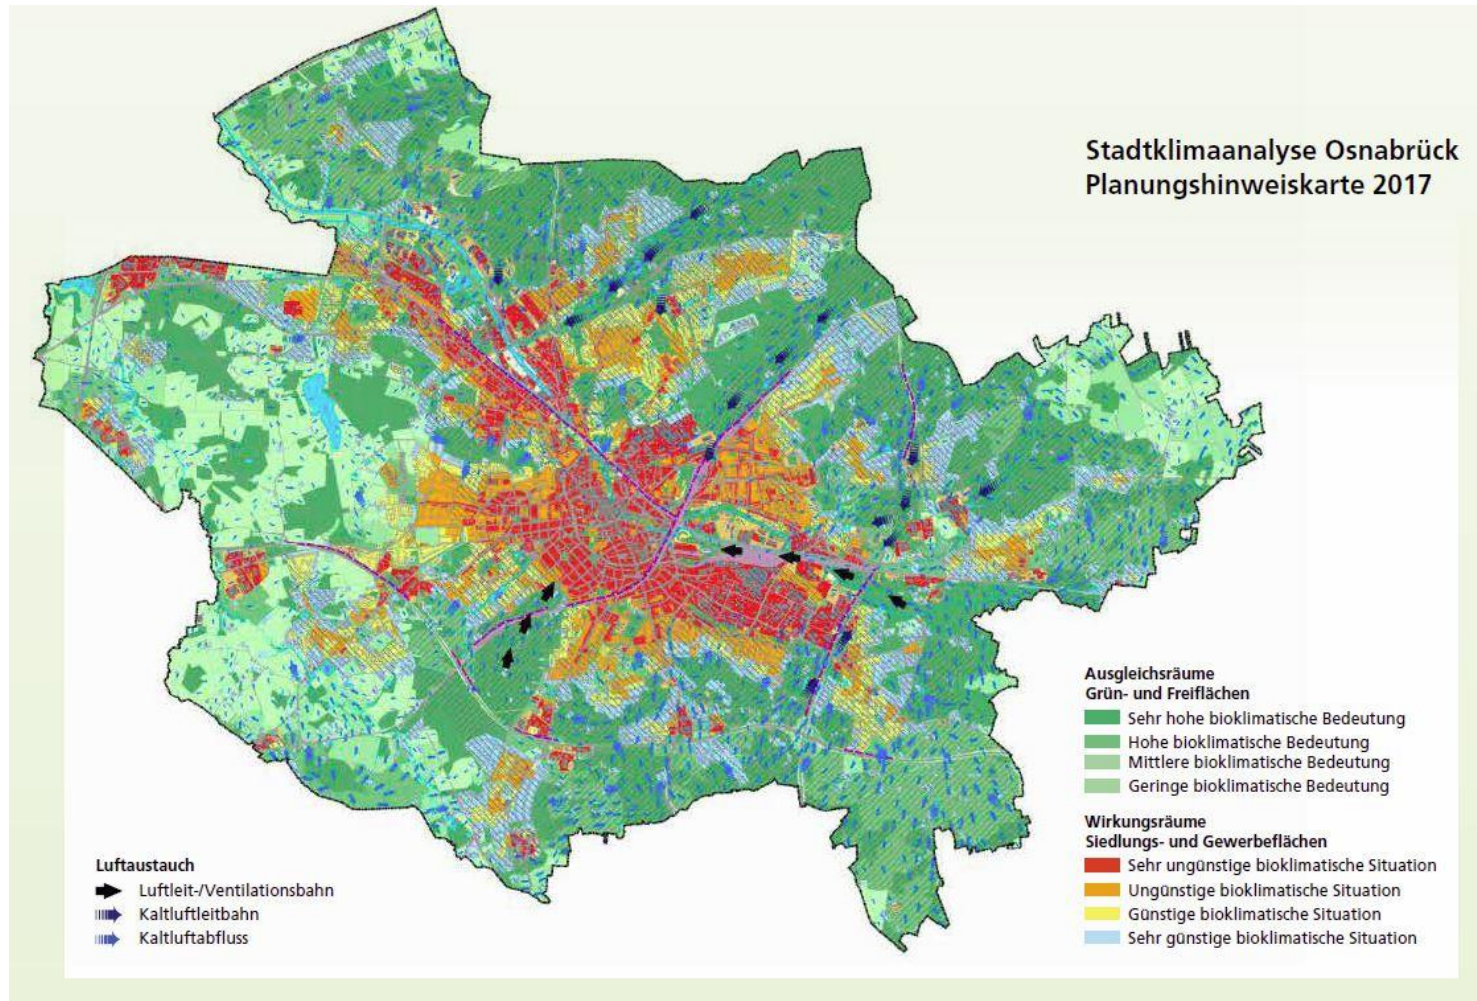 Stadtklimaanalyse Osnabrück
Planungshinweiskarte 2017
Ausgleichsräume
Grün- und Freiflächen
Sehr hohe bioklimatische Bedeutung
Hohe bioklimatische Bedeutung
Mittlere bioklimatische Bedeutung
Geringe bioklimatische Bedeutung
Wirkungsräume
Siedlungs- und Gewerbeflächen
Sehr ungünstige bioklimatische Situation
Ungünstige bioklimatische Situation
Günstige bioklimatische Situation
Sehr günstige bioklimatische Situation
Luftaustauch
Luftleit-/Ventilationsbahn
Kaltluftleitbahn
Kaltluftabfluss